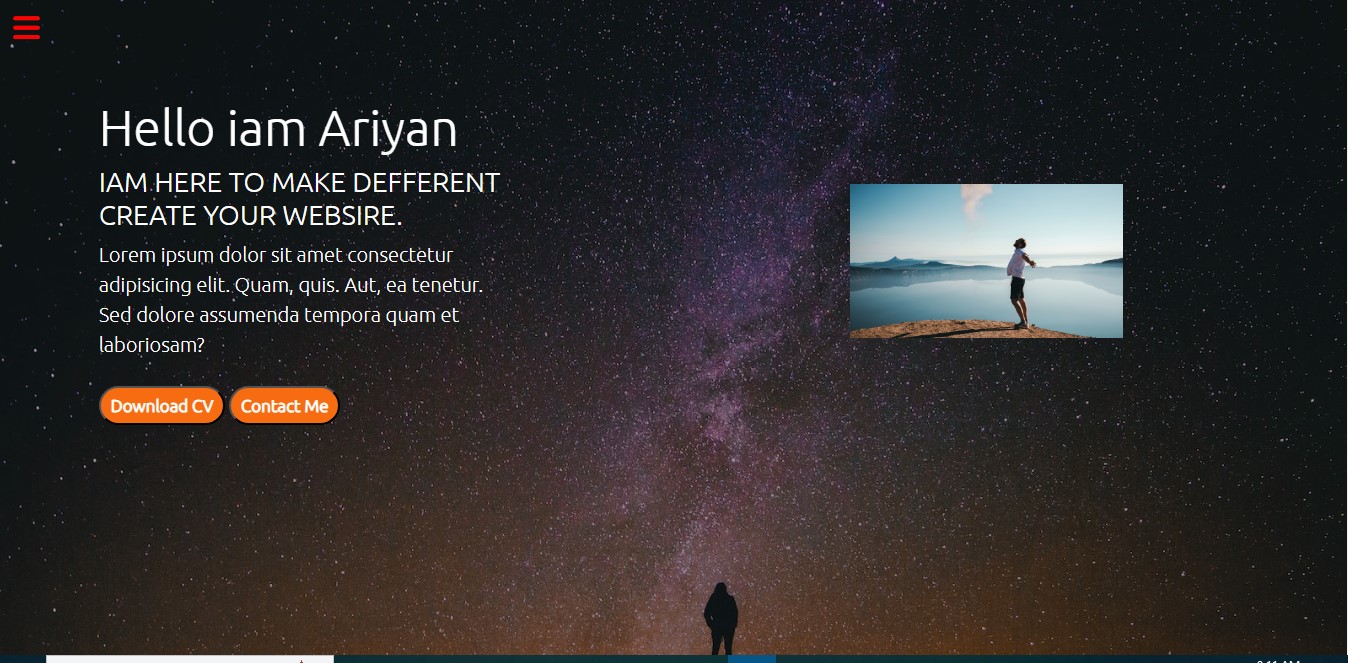 Hello iam Ariyan
IAM HERE TO MAKE DEFFERENT
CREATE YOUR WEBSIRE.
Lorem ipsum dolor sit amet consectetur
adipisicing elit. Quam, quis. Aut, ea tenetur.
Sed dolore assumenda tempora quam et
laboriosam?
Download CV Contact Me